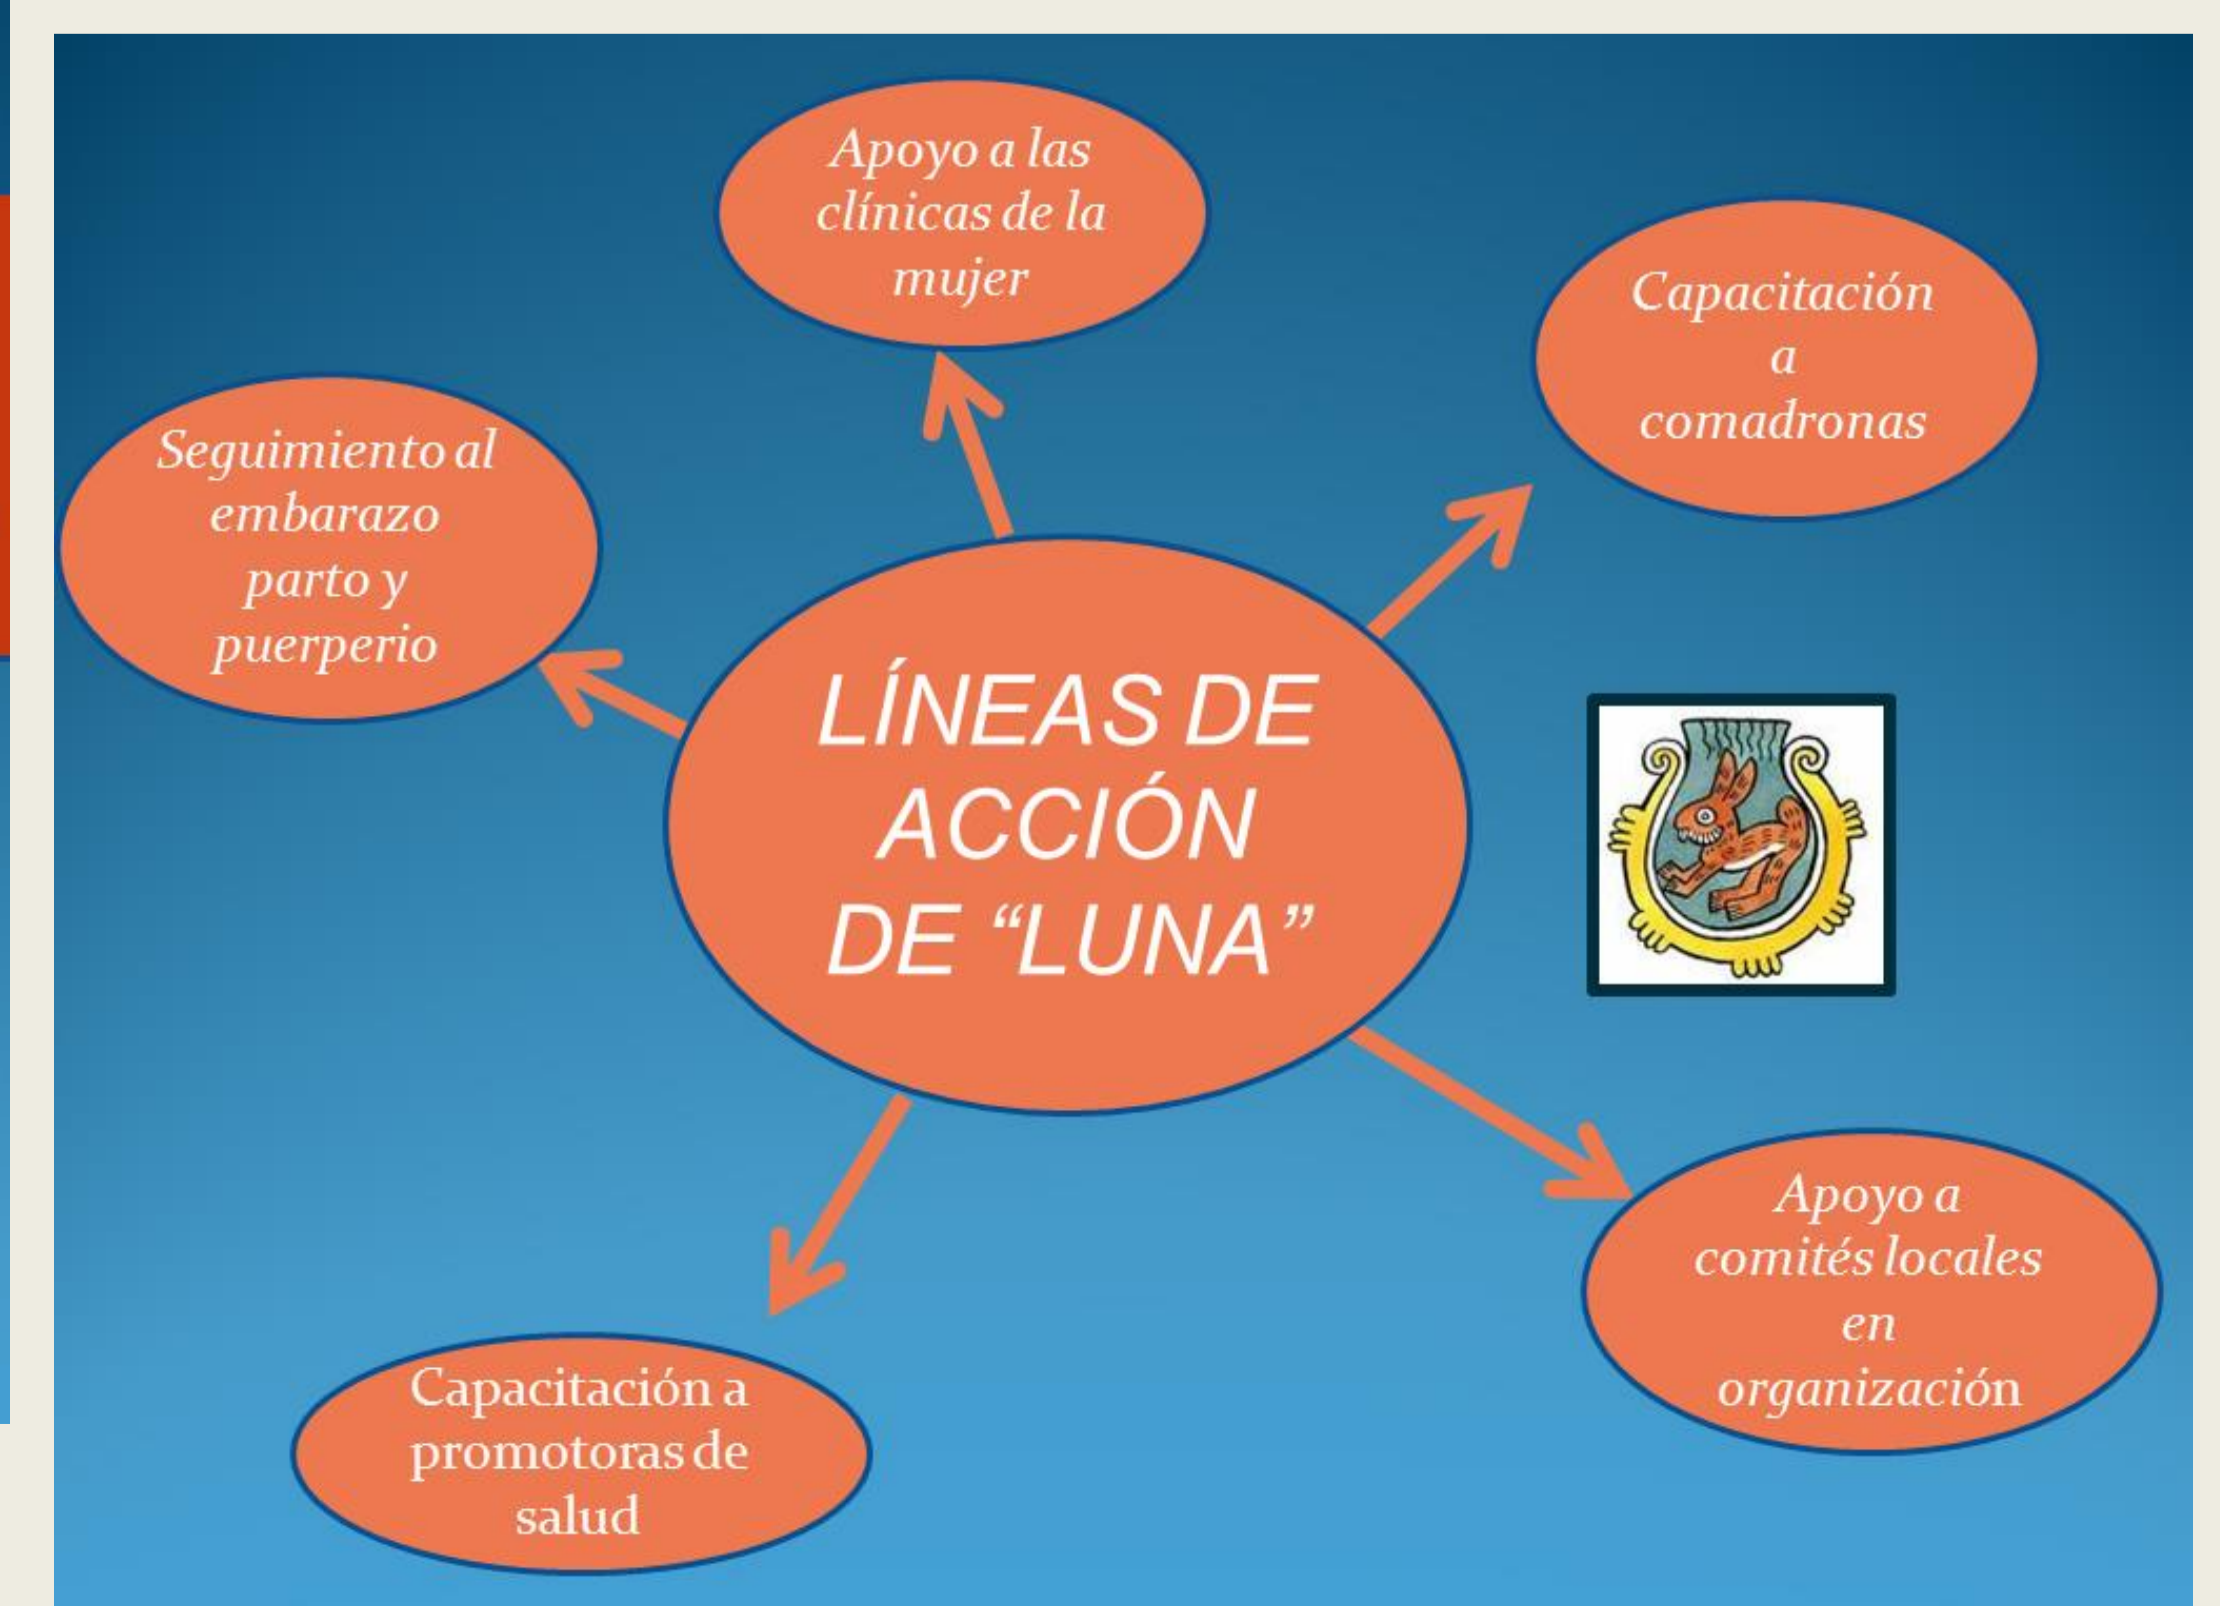 Apoyo a las
clínicas de la
mujer
Capacitación
a
comadronas
Seguimiento al
embarazo
parto y
puerperio
LÍNEAS DE
ACCIÓN
DE “LUNA”
Apoyo a
comités locales
en
organización
Capacitación a
promotoras de
salud